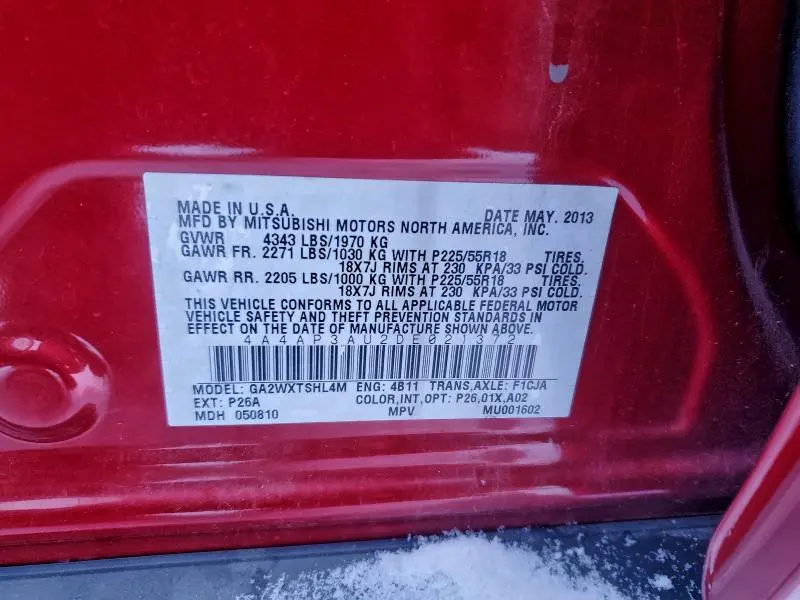 MADE IN U.S.A. DATE MAY. 2013
MFD BY MITSUBISHI MOTORS NORTH AMERICA, INC.
GVWR 4343 LBS/1970 KG
GAWR FR. 2271 LBS/1030 KG WITH P225/55R18 TIRES.
18X7J RIMS AT 230 KPA/33 PSI COLD.
GAWR RR. 2205 LBS/1000 KG WITH P225/55R18 TIRES.
18X7J RIMS AT 230 KPA/33 PSI COLD.
THIS VEHICLE CONFORMS TO ALL APPLICABLE FEDERAL MOTOR
VEHICLE SAFETY AND THEFT PREVENTION STANDARDS IN
EFFECT ON THE DATE OF MANUFACTURE SHOWN ABOVE.
4A4AP3AU2DE021372
MODEL: GA2WXTSHL4M ENG: 4B11 TRANS,AXLE: F1CJA
EXT: P26A COLOR,INT,OPT: P26,01X,A02
MDH 050810 MPV MU001602